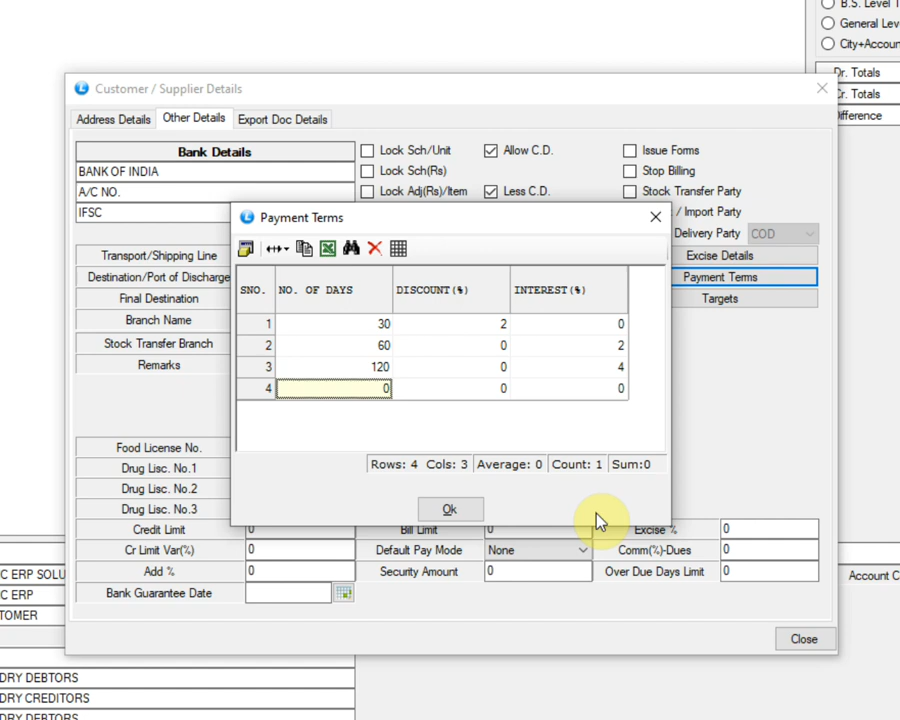 B.S. Level
General Lev
City+Accoun
Dr. Totals
Cr. Totals
ifference
Customer / Supplier Details
Address Details Other Details Export Doc Details
Bank Details
BANK OF INDIA
A/C NO.
IFSC
Lock Sch/Unit Allow C.D. Issue Forms
Lock Sch(Rs) Stop Billing
Lock Adj(Rs)/Item Less C.D. Stock Transfer Party
/ Import Party
Delivery Party COD
Excise Details
Payment Terms
Targets
Transport/Shipping Line
Destination/Port of Discharge
Final Destination
Branch Name
Stock Transfer Branch
Remarks
Payment Terms
SNO. NO. OF DAYS DISCOUNT(%) INTEREST(%)
1 30 2 0
2 60 0 2
3 120 0 4
4 0 0 0
Rows: 4 Cols: 3 Average: 0 Count: 1 Sum:0
Ok
Food License No.
Drug Lisc. No.1
Drug Lisc. No.2
Drug Lisc. No.3
Credit Limit 0 Bill Limit 0 Excise % 0
Cr Limit Var(%) 0 Default Pay Mode None Comm(%)-Dues 0
Add % 0 Security Amount 0 Over Due Days Limit 0
Bank Guarantee Date
Close
C ERP SOLU
C ERP
TOMER
Account C
DRY DEBTORS
DRY CREDITORS
DRY DEBTORS